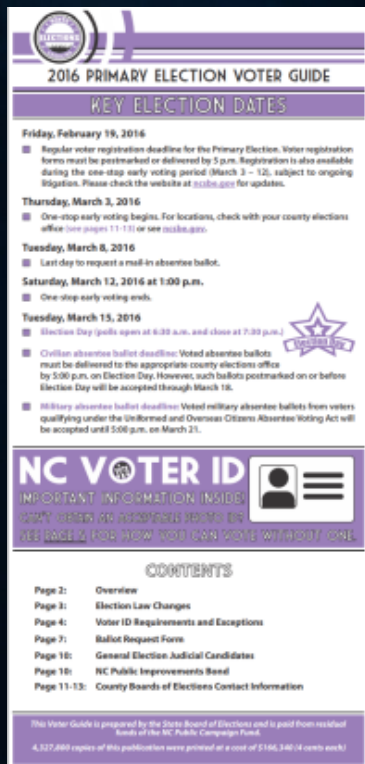 ELECTIONS
2016 PRIMARY ELECTION VOTER GUIDE
KEY ELECTION DATES
Friday, February 19, 2016
Regular voter registration deadline for the Primary Election. Voter registration
forms must be postmarked or delivered by 5 p.m. Registration is also available
during the one-stop early voting period (March 3 – 12), subject to ongoing
litigation. Please check the website at ncsbe.gov for updates.
Thursday, March 3, 2016
One-stop early voting begins. For locations, check with your county elections
office (see pages 11-13) or see ncsbe.gov.
Tuesday, March 8, 2016
Last day to request a mail-in absentee ballot.
Saturday, March 12, 2016 at 1:00 p.m.
One-stop early voting ends.
Tuesday, March 15, 2016
Election Day (polls open at 6:30 a.m. and close at 7:30 p.m.)
Election Day
Civilian absentee ballot deadline: Voted absentee ballots
must be delivered to the appropriate county elections office
by 5:00 p.m. on Election Day. However, such ballots postmarked on or before
Election Day will be accepted through March 18.
Military absentee ballot deadline: Voted military absentee ballots from voters
qualifying under the Uniformed and Overseas Citizens Absentee Voting Act will
be accepted until 5:00 p.m. on March 21.
NC VOTER ID
IMPORTANT INFORMATION INSIDE!
CAN'T OBTAIN AN ACCEPTABLE PHOTO ID?
SEE PAGE FOR HOW YOU CAN VOTE WITHOUT ONE.
CONTENTS
Page 2: Overview
Page 3: Election Law Changes
Page 4: Voter ID Requirements and Exceptions
Page 7: Ballot Request Form
Page 10: General Election Judicial Candidates
Page 10: NC Public Improvements Bond
Page 11-13: County Boards of Elections Contact Information
This Voter Guide is prepared by the State Board of Elections and is paid from residual
funds of the NC Public Campaign Fund.
4,327,800 copies of this publication were printed at a cost of $166,340 (4 cents each)